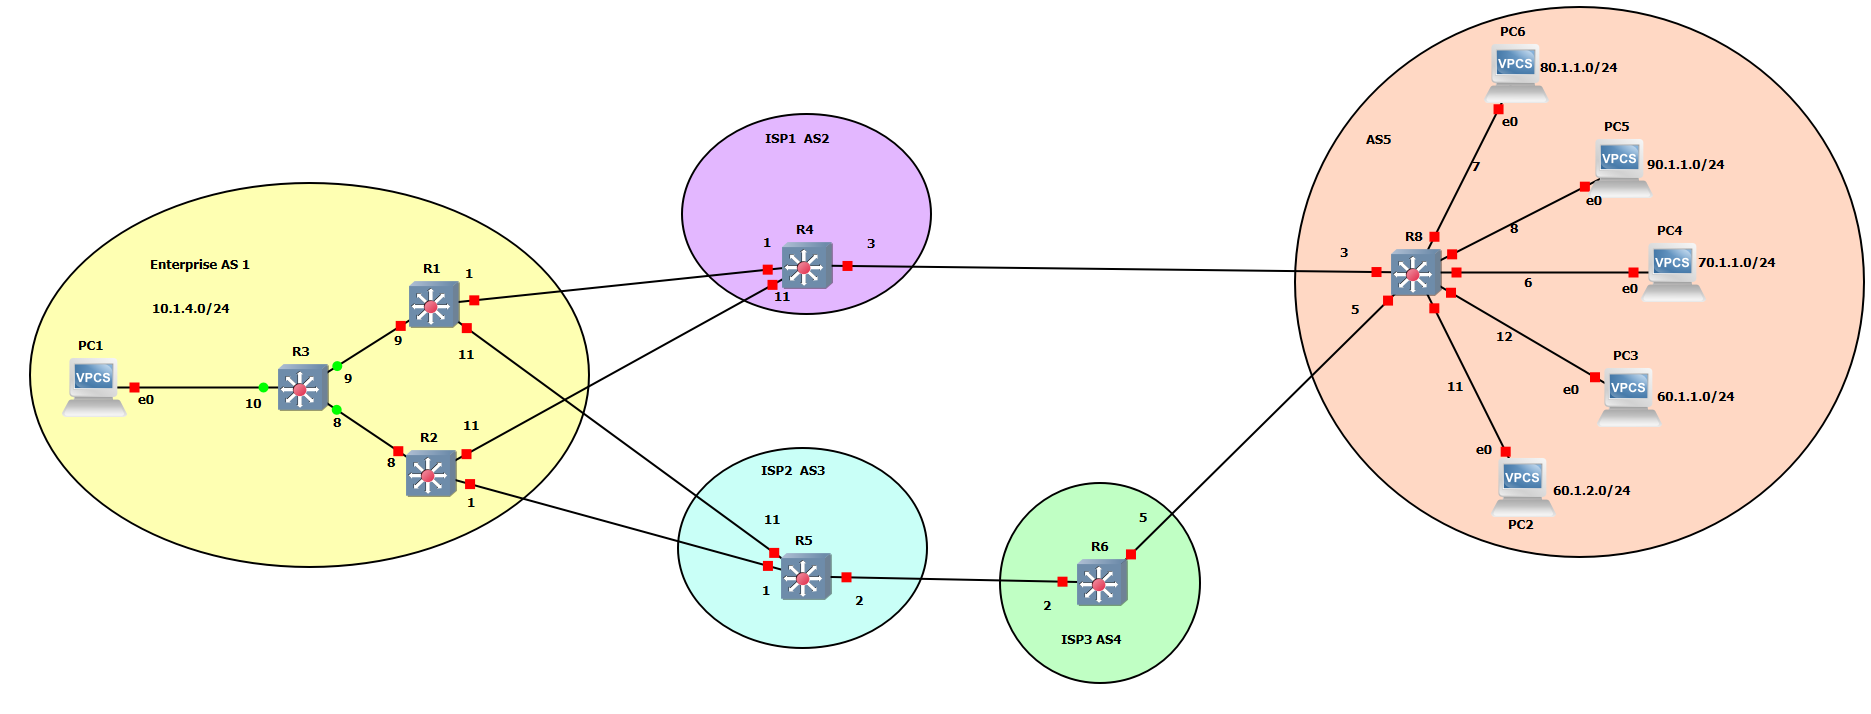 Enterprise AS 1
10.1.4.0/24
PC1
VPCS
e0
10
R3
9
8
R1
1
9
11
R2
11
8
1
ISP1 AS2
R4
1
3
11
ISP2 AS3
11
R5
1
2
R6
5
2
ISP3 AS4
AS5
R8
3
5
7
8
6
12
11
PC6
VPCS
80.1.1.0/24
e0
PC5
VPCS
90.1.1.0/24
e0
PC4
VPCS
70.1.1.0/24
e0
PC3
VPCS
60.1.1.0/24
e0
e0
VPCS
60.1.2.0/24
PC2